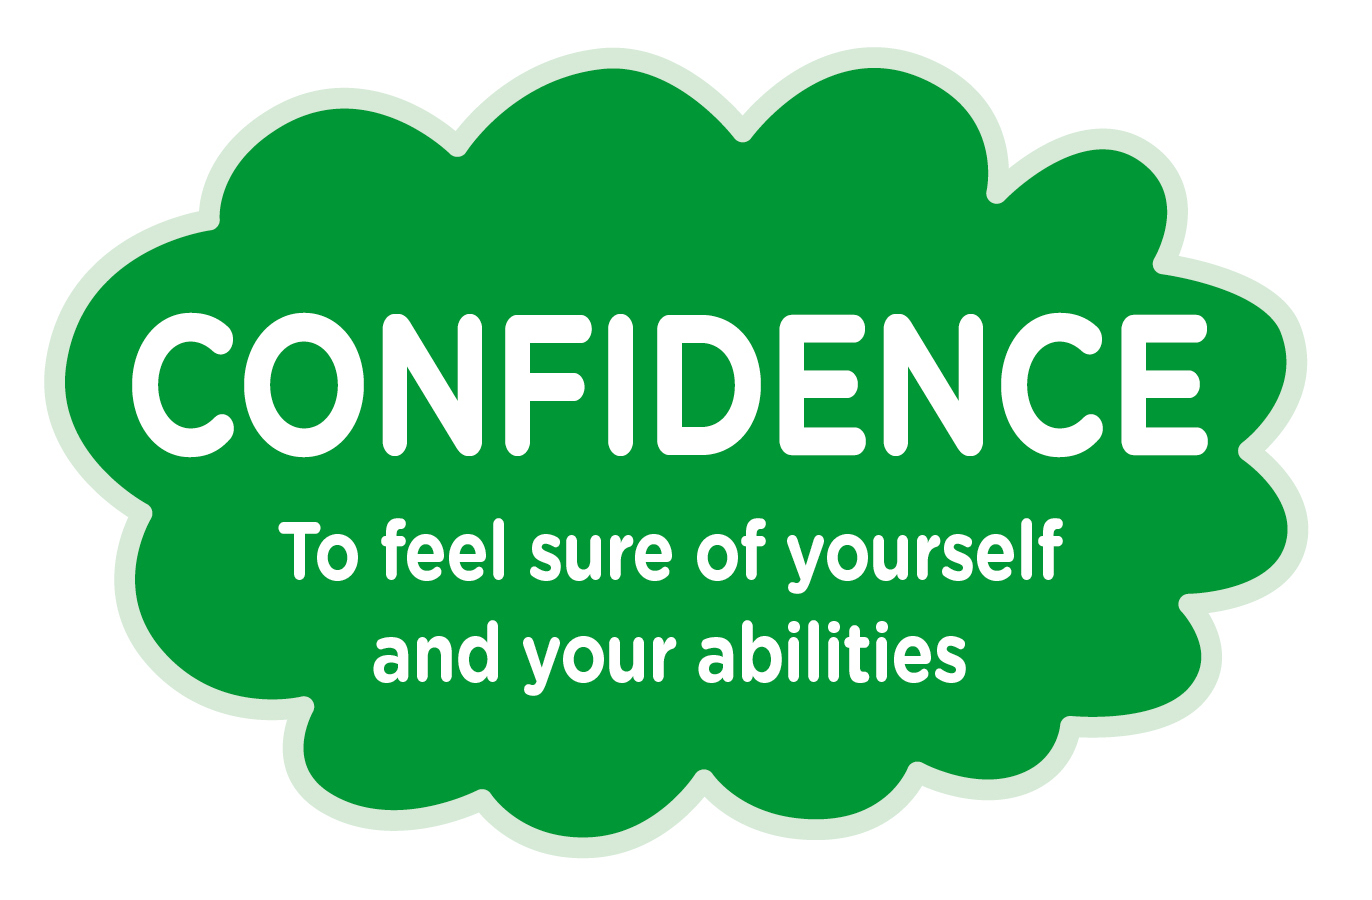 CONFIDENCE
To feel sure of yourself
and your abilities